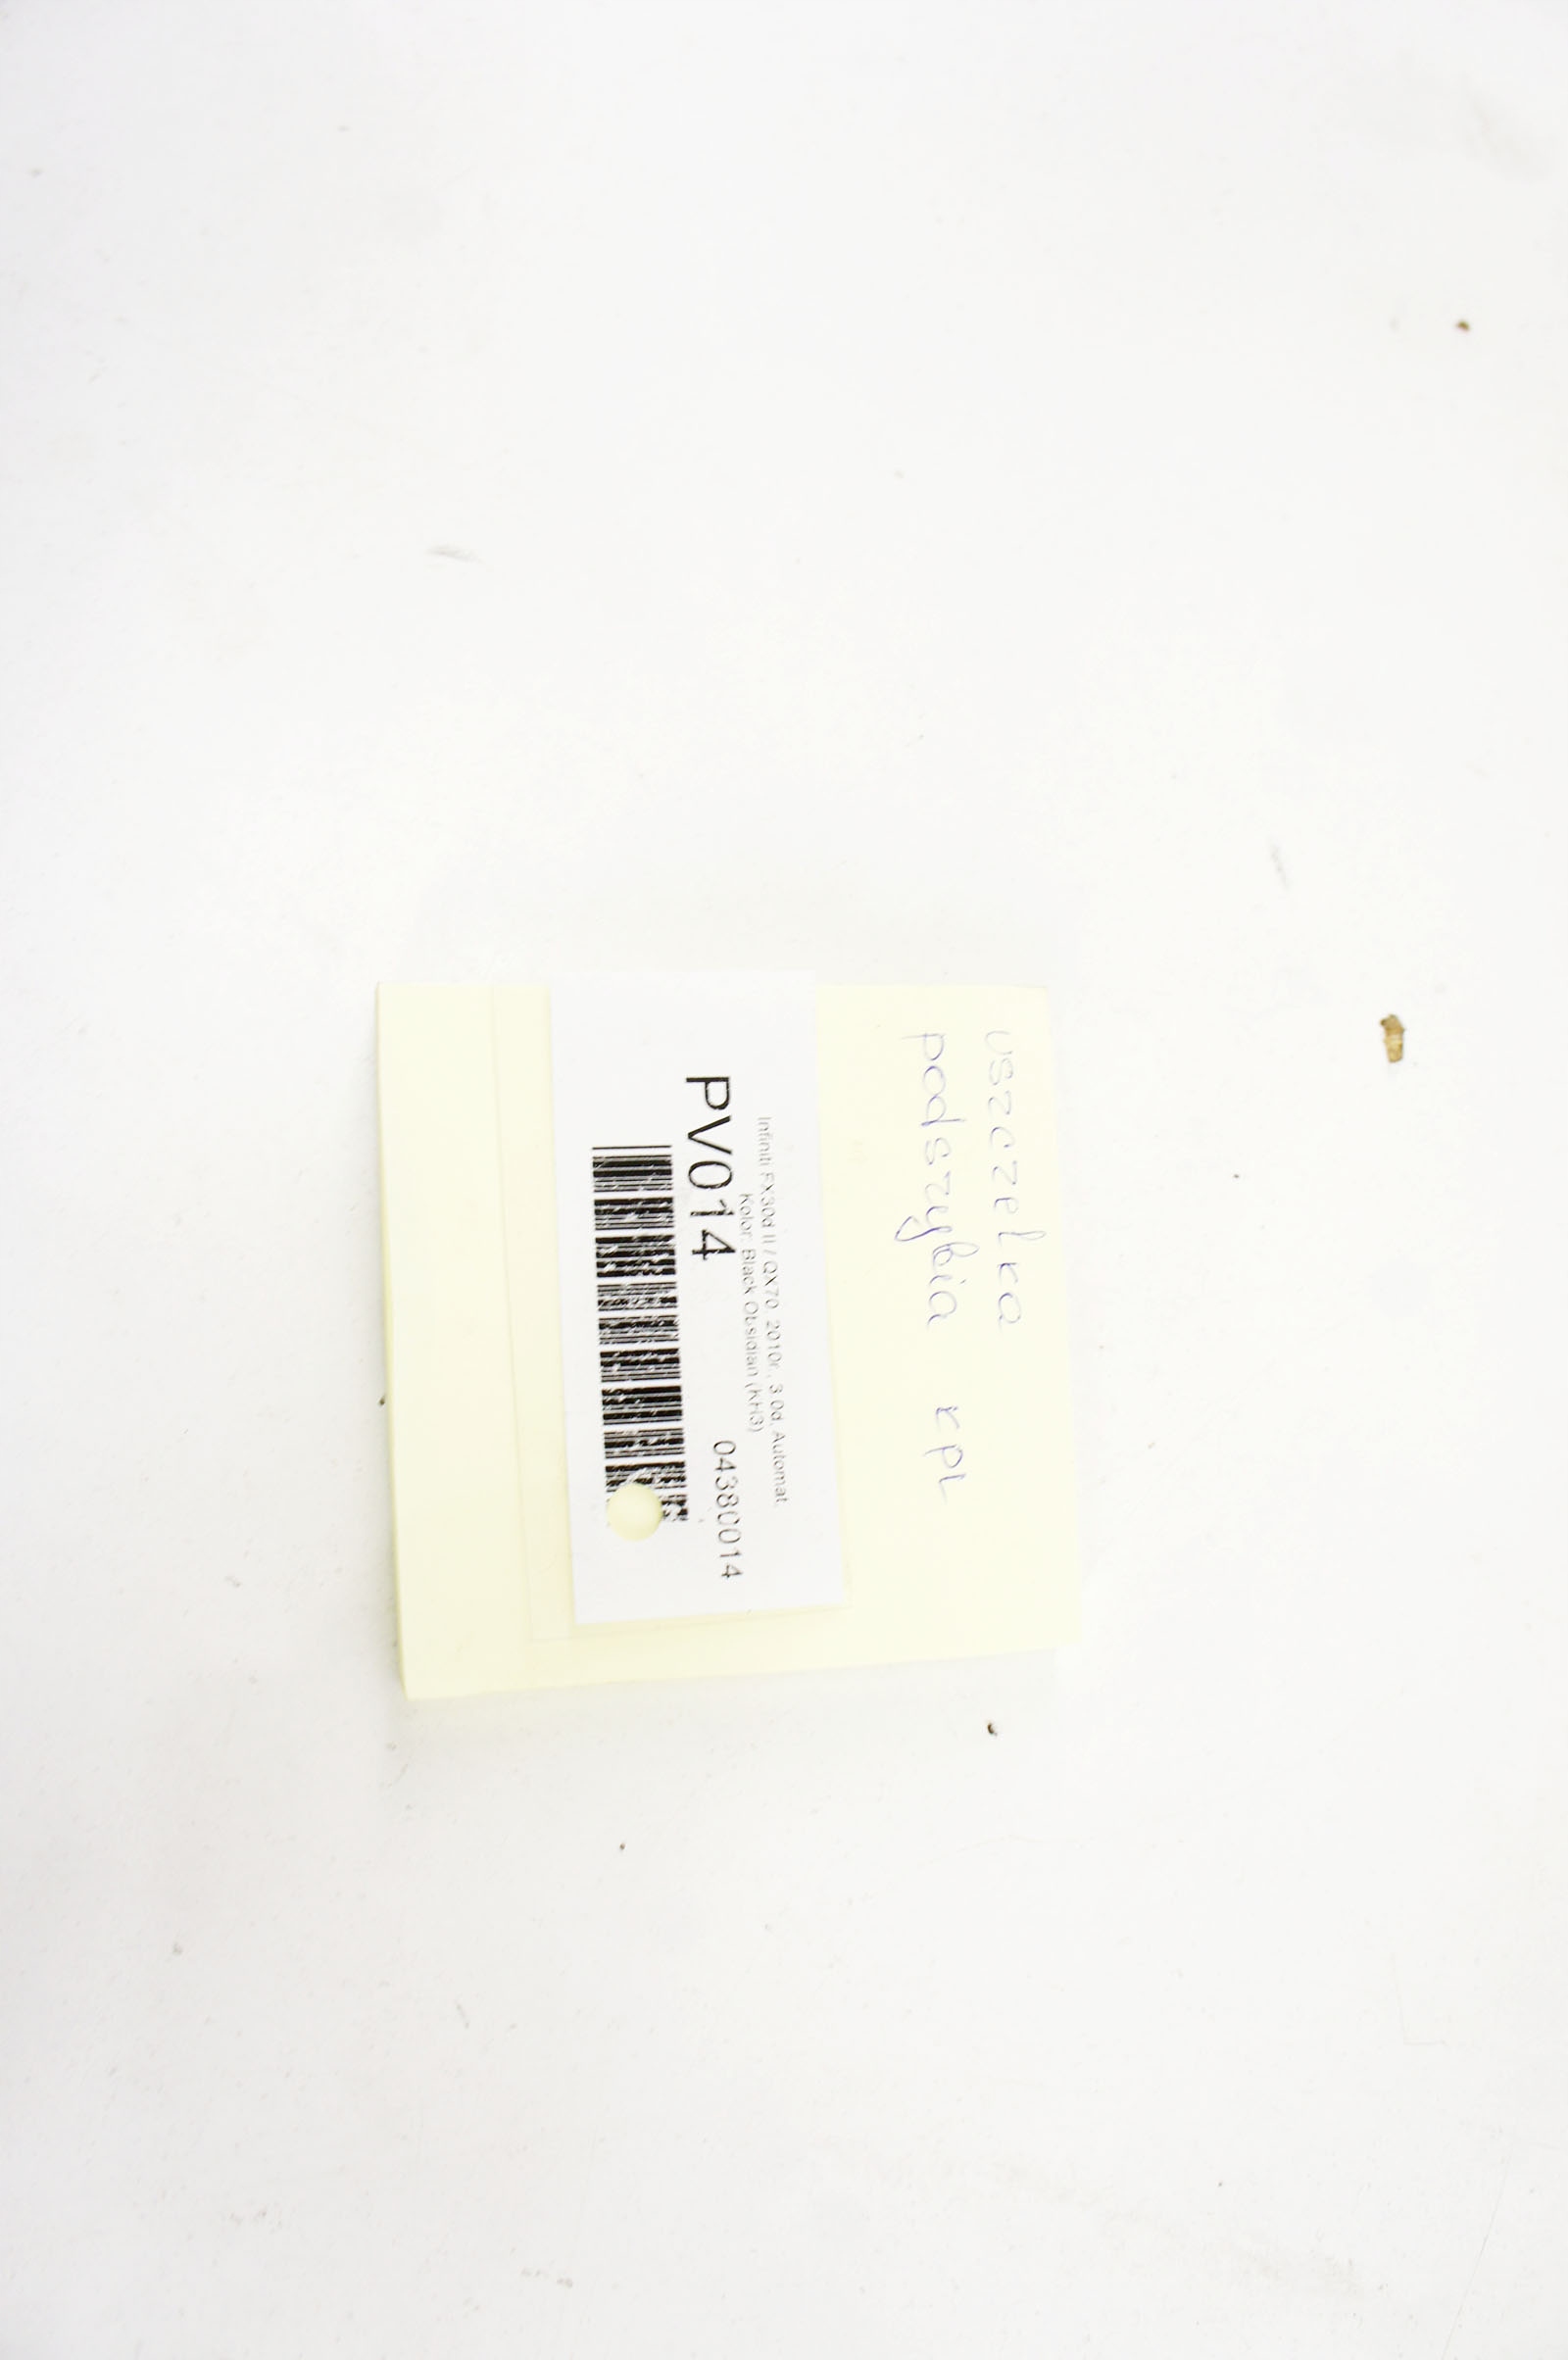 uszczelka
podszybia kpl
Infiniti FX30d II / QX70, 2010r., 3.0d, Automat,
Kolor: Black Obsidian (KH3)
PV014 04380014